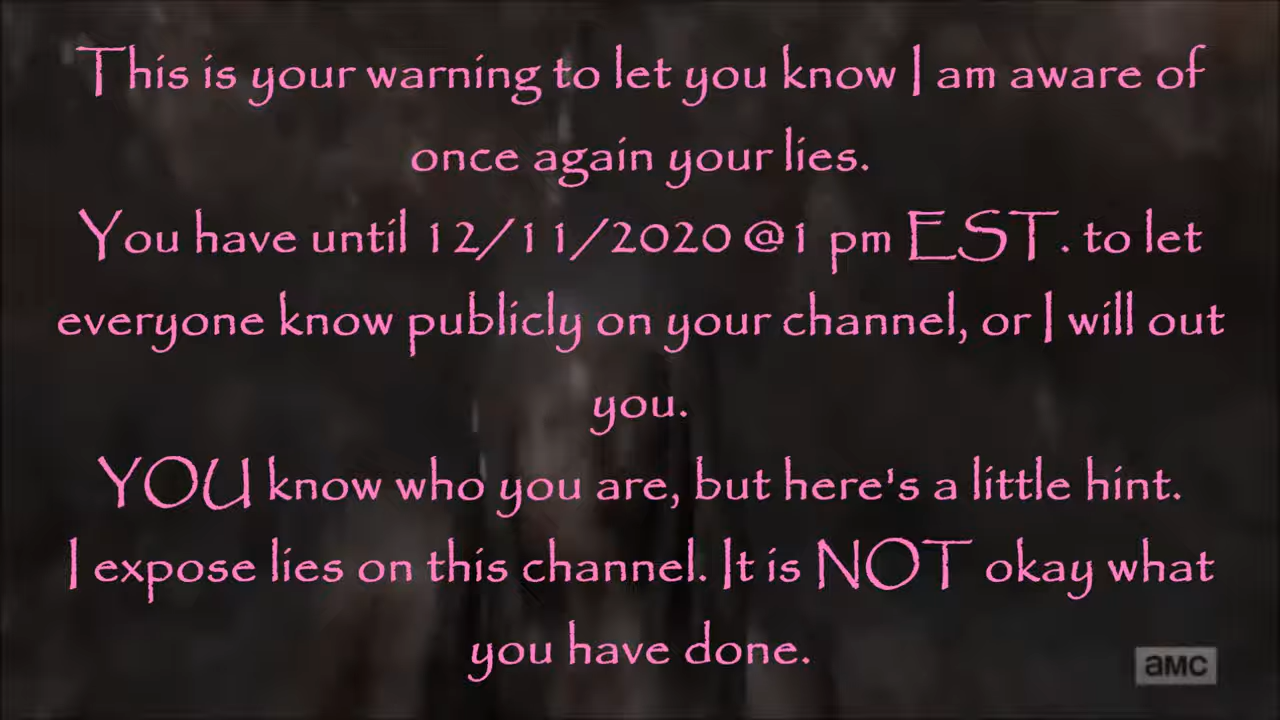 This is your warning to let you know I am aware of
once again your lies.
You have until 12/11/2020 @1 pm EST. to let
everyone know publicly on your channel, or I will out
you.
YOU know who you are, but here's a little hint.
I expose lies on this channel. It is NOT okay what
you have done.
amc